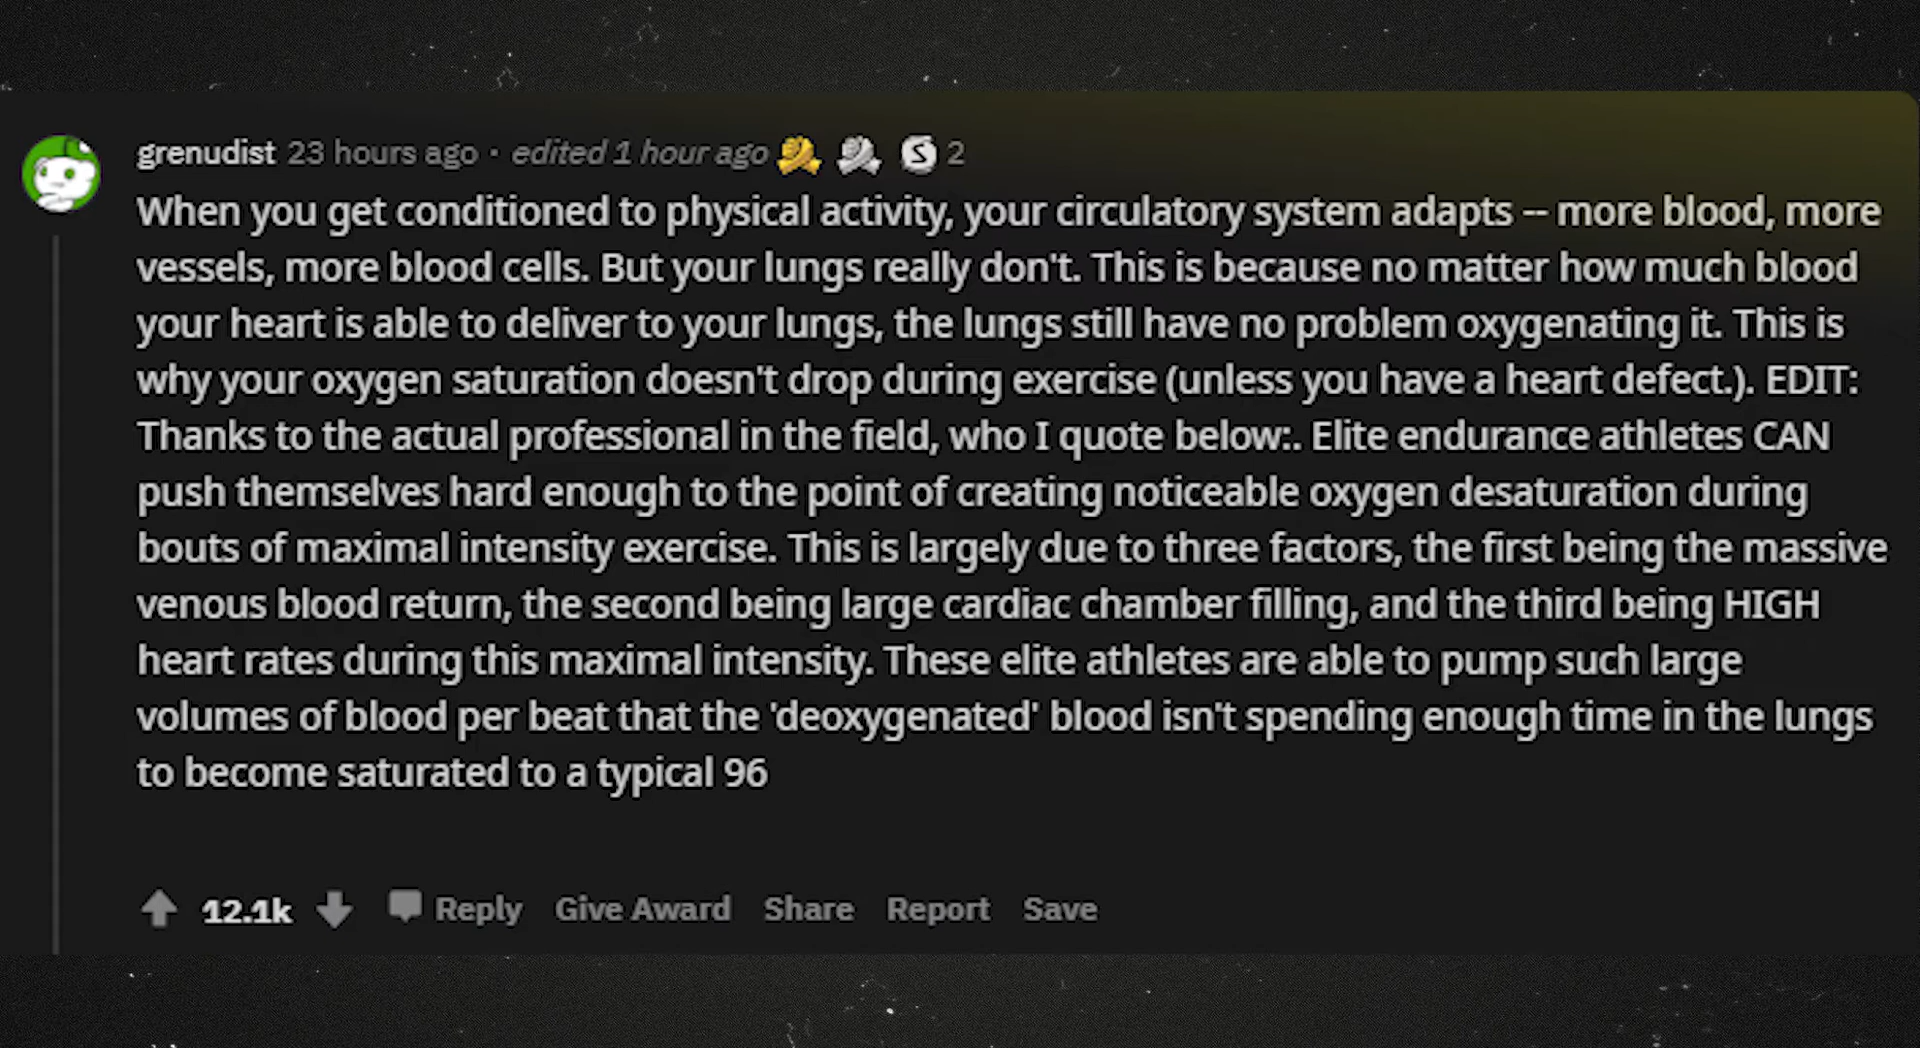 grenudist 23 hours ago · edited 1 hour ago 2
When you get conditioned to physical activity, your circulatory system adapts -- more blood, more
vessels, more blood cells. But your lungs really don't. This is because no matter how much blood
your heart is able to deliver to your lungs, the lungs still have no problem oxygenating it. This is
why your oxygen saturation doesn't drop during exercise (unless you have a heart defect.). EDIT:
Thanks to the actual professional in the field, who I quote below:. Elite endurance athletes CAN
push themselves hard enough to the point of creating noticeable oxygen desaturation during
bouts of maximal intensity exercise. This is largely due to three factors, the first being the massive
venous blood return, the second being large cardiac chamber filling, and the third being HIGH
heart rates during this maximal intensity. These elite athletes are able to pump such large
volumes of blood per beat that the 'deoxygenated' blood isn't spending enough time in the lungs
to become saturated to a typical 96
12.1k Reply Give Award Share Report Save